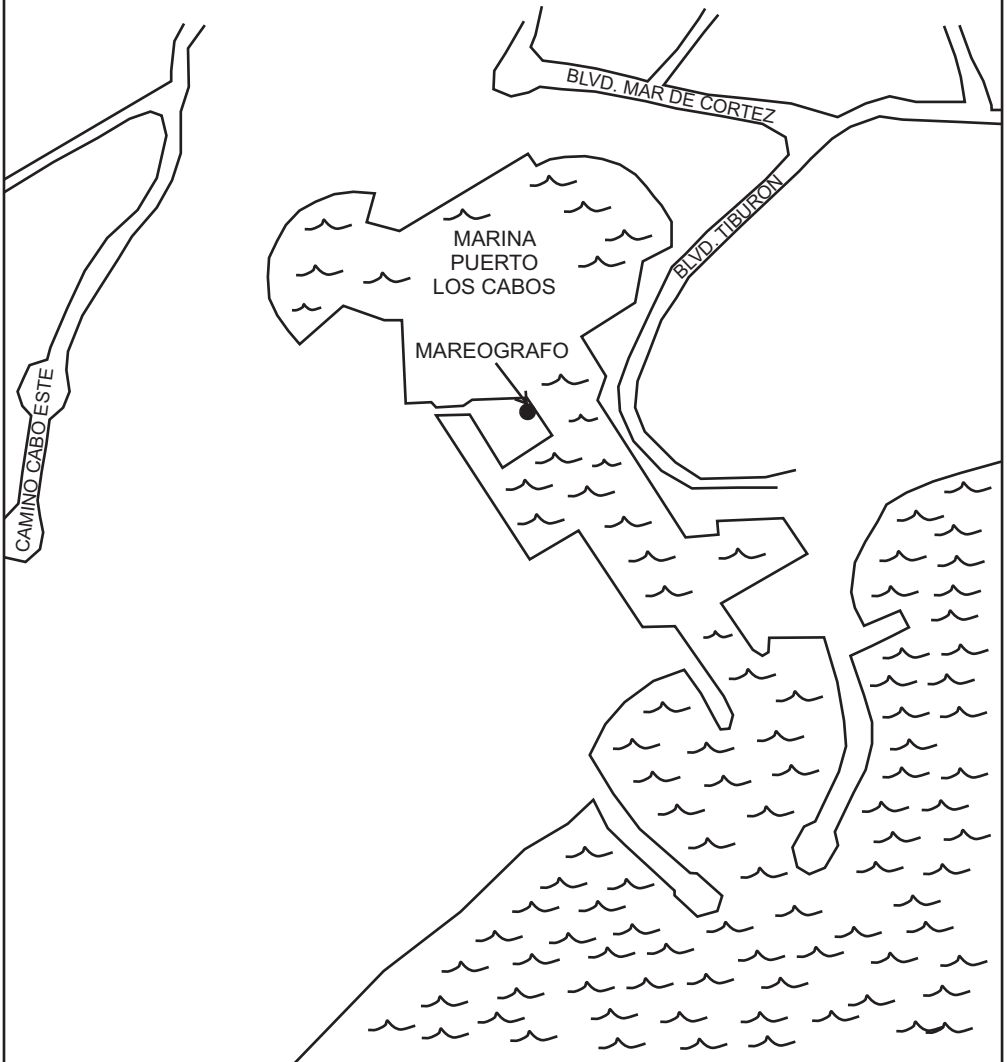 BLVD. MAR DE CORTEZ
BLVD. TIBURON
MARINA
PUERTO
LOS CABOS
MAREOGRAFO
CAMINO CABO ESTE